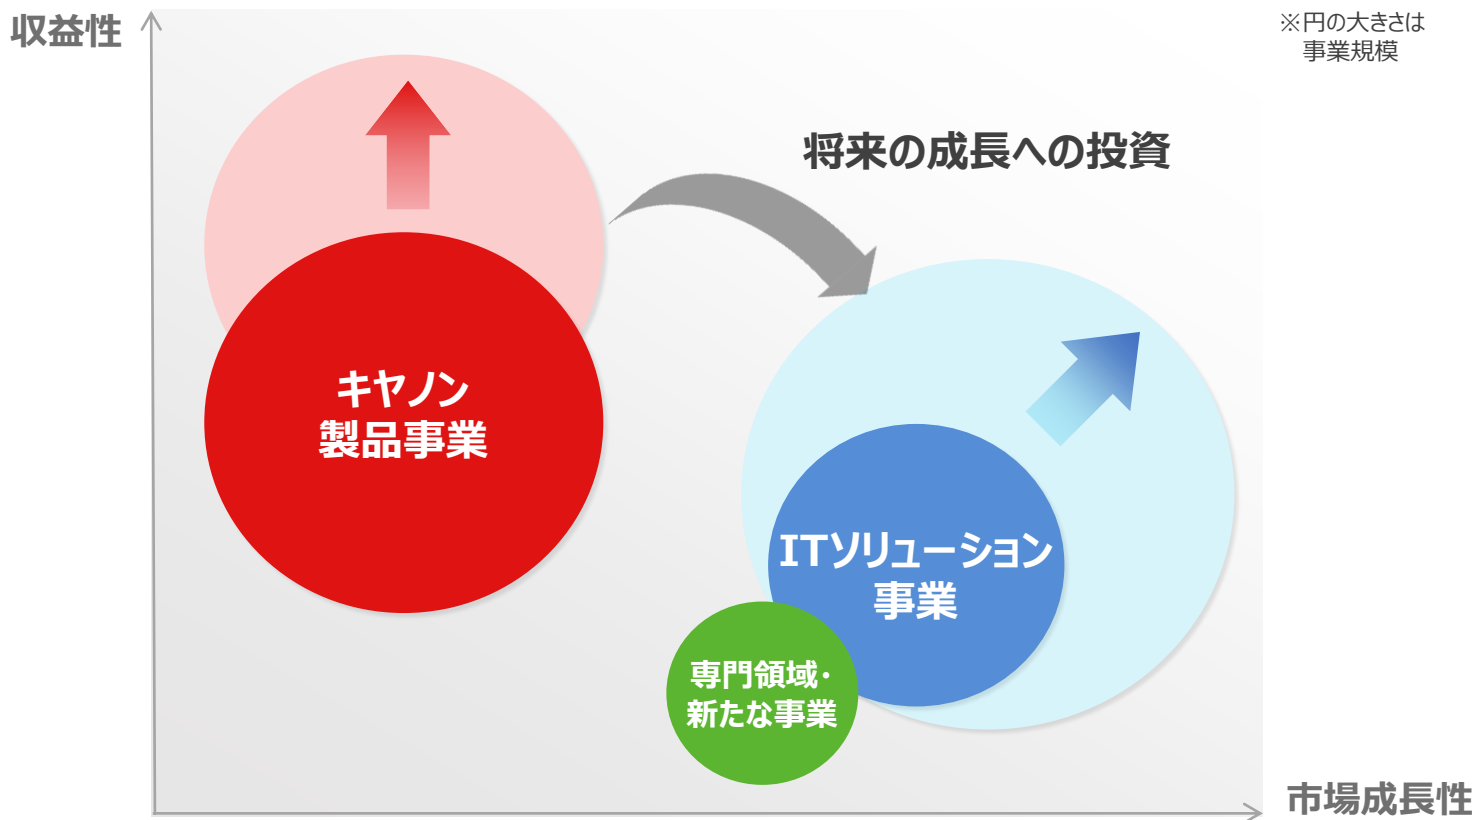 収益性
※円の大きさは
事業規模
将来の成長への投資
キヤノン
製品事業
ITソリューション
事業
専門領域・
新たな事業
市場成長性